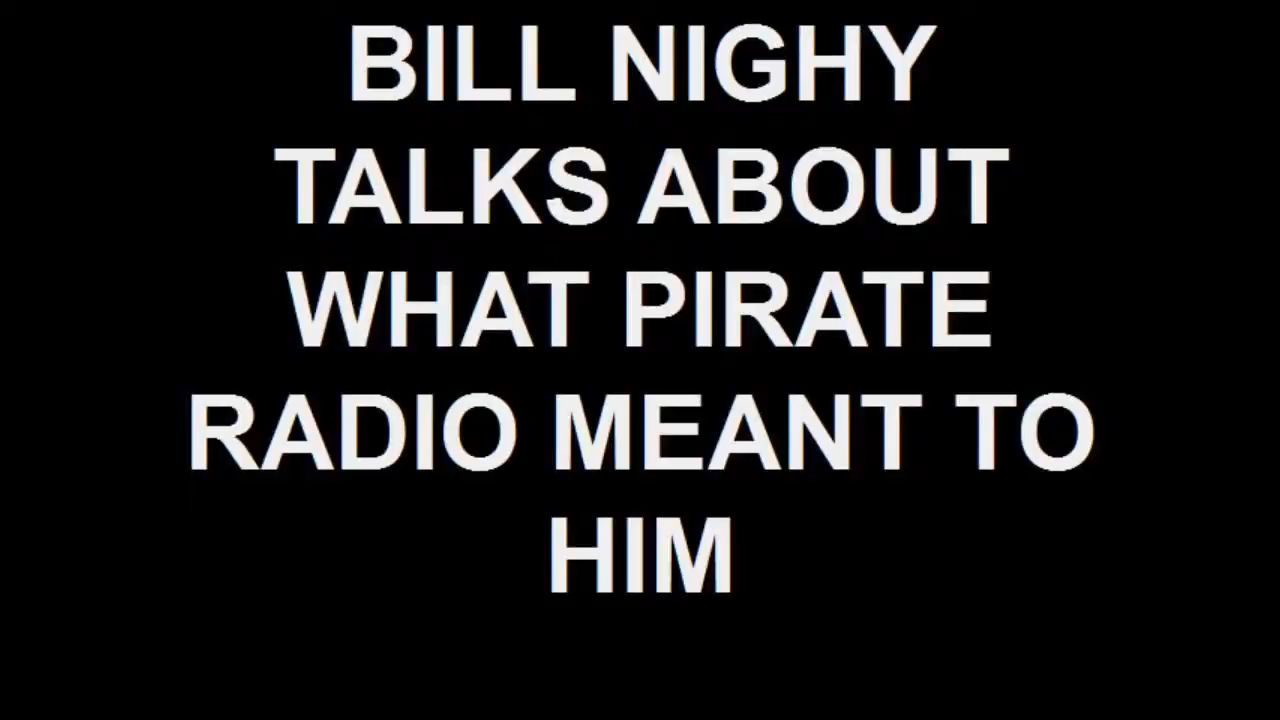 BILL NIGHY
TALKS ABOUT
WHAT PIRATE
RADIO MEANT TO
HIM